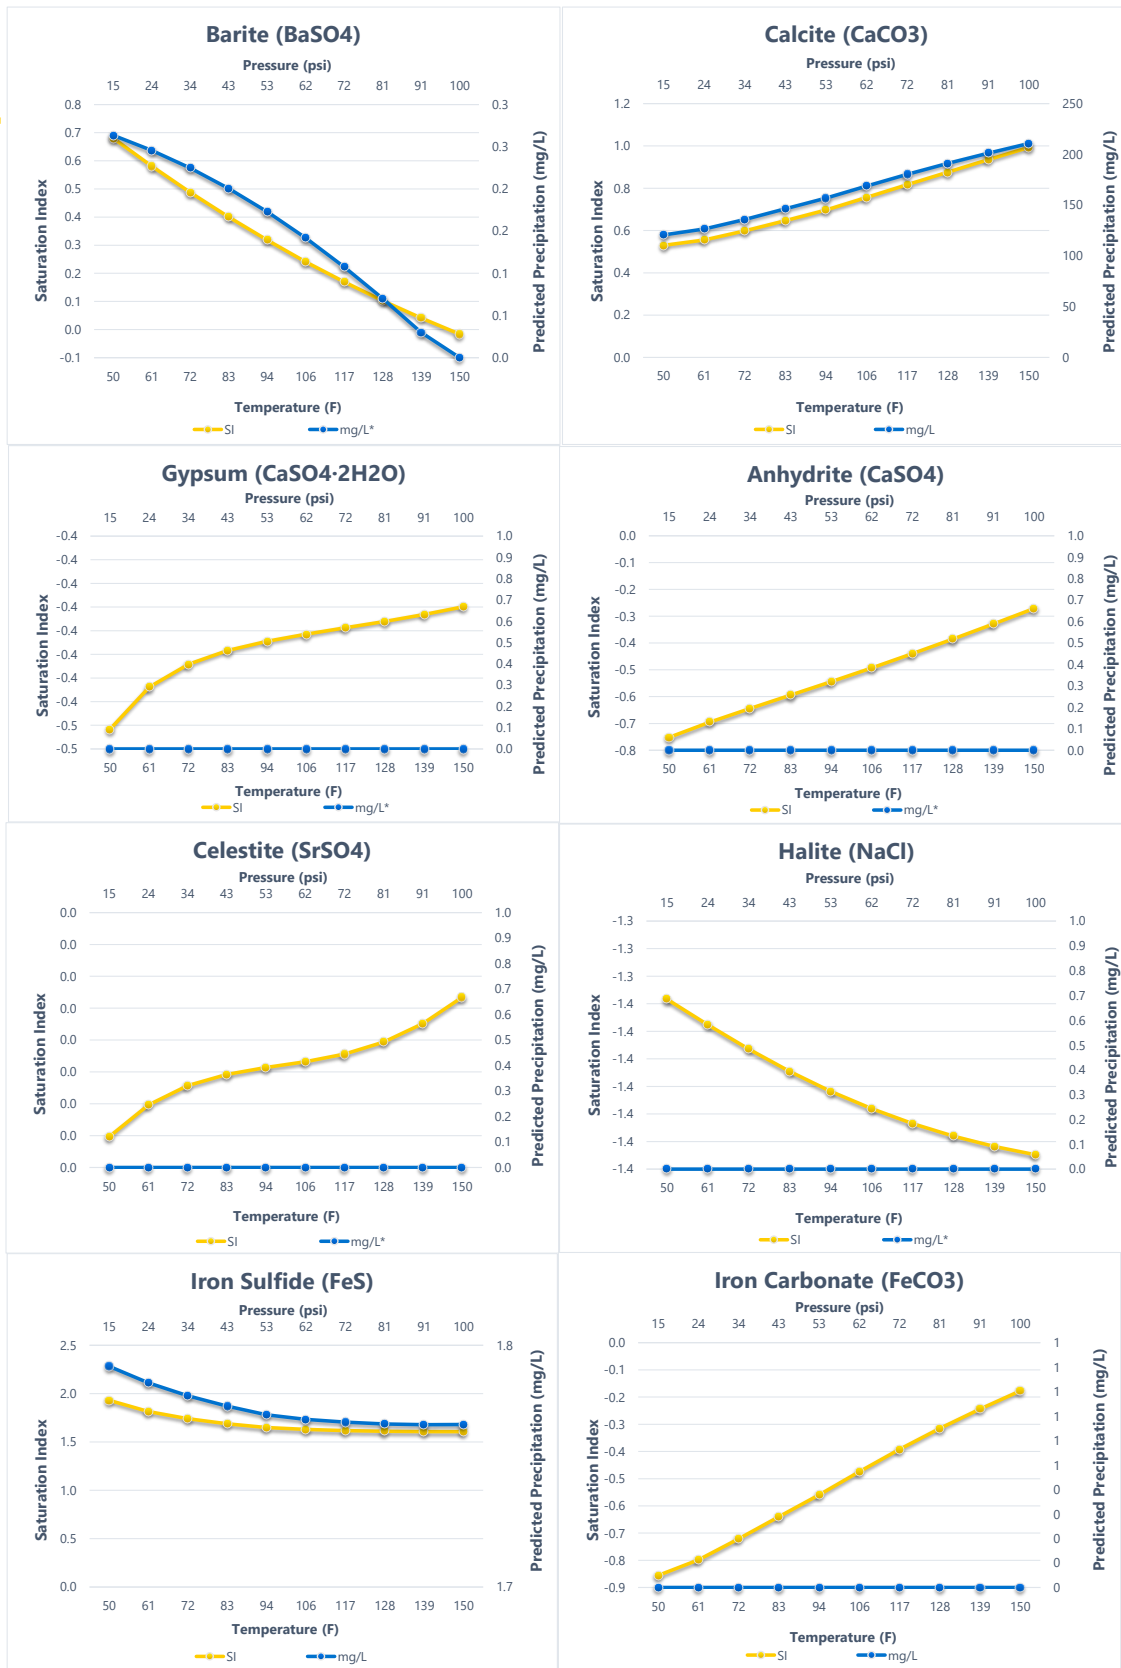 Barite (BaSO4)
Pressure (psi)
15 24 34 43 53 62 72 81 91 100
0.8 0.3
0.7 0.3
0.6
0.5 0.2
0.4
0.3 0.2
0.2
0.1 0.1
0.0 0.1
-0.1 0.0
Saturation Index
Predicted Precipitation (mg/L)
50 61 72 83 94 106 117 128 139 150
Temperature (F)
SI mg/L*
Calcite (CaCO3)
Pressure (psi)
15 24 34 43 53 62 72 81 91 100
1.2 250
1.0 200
0.8 150
0.6 100
0.4
0.2 50
0.0 0
Saturation Index
Predicted Precipitation (mg/L)
50 61 72 83 94 106 117 128 139 150
Temperature (F)
SI mg/L
Gypsum (CaSO4·2H2O)
Pressure (psi)
15 24 34 43 53 62 72 81 91 100
-0.4 1.0
-0.4 0.9
-0.4 0.8
-0.4 0.7
-0.4 0.6
-0.4 0.5
-0.4 0.4
-0.4 0.3
-0.5 0.2
0.1
-0.5 0.0
Saturation Index
Predicted Precipitation (mg/L)
50 61 72 83 94 106 117 128 139 150
Temperature (F)
SI mg/L*
Anhydrite (CaSO4)
Pressure (psi)
15 24 34 43 53 62 72 81 91 100
0.0 1.0
-0.1 0.9
-0.2 0.8
0.7
-0.3 0.6
-0.4 0.5
-0.5 0.4
0.3
-0.6 0.2
-0.7 0.1
-0.8 0.0
Saturation Index
Predicted Precipitation (mg/L)
50 61 72 83 94 106 117 128 139 150
Temperature (F)
SI mg/L*
Celestite (SrSO4)
Pressure (psi)
15 24 34 43 53 62 72 81 91 100
0.0 1.0
0.0 0.9
0.8
0.0 0.7
0.0 0.6
0.0 0.5
0.0 0.4
0.0 0.3
0.2
0.0 0.1
0.0 0.0
Saturation Index
Predicted Precipitation (mg/L)
50 61 72 83 94 106 117 128 139 150
Temperature (F)
SI mg/L*
Halite (NaCl)
Pressure (psi)
15 24 34 43 53 62 72 81 91 100
-1.3 1.0
-1.3 0.9
-1.3 0.8
-1.4 0.7
-1.4 0.6
-1.4 0.5
-1.4 0.4
0.3
-1.4 0.2
-1.4 0.1
-1.4 0.0
Saturation Index
Predicted Precipitation (mg/L)
50 61 72 83 94 106 117 128 139 150
Temperature (F)
SI mg/L*
Iron Sulfide (FeS)
Pressure (psi)
15 24 34 43 53 62 72 81 91 100
2.5 1.8
2.0
1.5
1.0
0.5
0.0 1.7
Saturation Index
Predicted Precipitation (mg/L)
50 61 72 83 94 106 117 128 139 150
Temperature (F)
SI mg/L
Iron Carbonate (FeCO3)
Pressure (psi)
15 24 34 43 53 62 72 81 91 100
0.0 1
-0.1 1
-0.2 1
-0.3 1
-0.4 1
-0.5 1
-0.6 0
-0.7 0
0
-0.8 0
-0.9 0
Saturation Index
Predicted Precipitation (mg/L)
50 61 72 83 94 106 117 128 139 150
Temperature (F)
SI mg/L